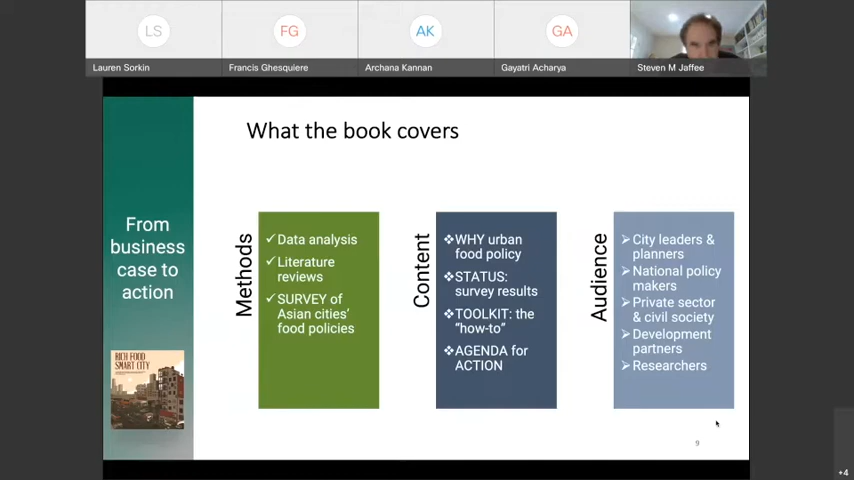 LS
FG
AK
GA
Lauren Sorkin
Francis Ghesquiere
Archana Kannan
Gayatri Acharya
Steven M Jaffee
What the book covers
From
business
case to
action
RICH FOOD
SMART CITY
Methods
✓Data analysis
✓Literature
reviews
✓SURVEY of
Asian cities'
food policies
Content
❖WHY urban
food policy
❖STATUS:
survey results
❖TOOLKIT: the
"how-to"
❖AGENDA for
ACTION
Audience
➢City leaders &
planners
➢National policy
makers
➢Private sector
& civil society
➢Development
partners
➢Researchers
9
+4